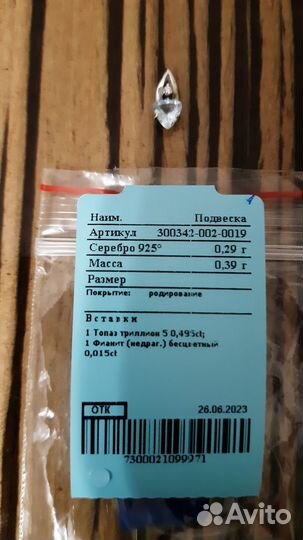 Наим. Подвеска
Артикул 300342-002-0019
Серебро 925° 0,29 г
Масса 0,39 г
Размер
Покрытие: родирование
Вставки
1 Топаз триллион 5 0,495ct;
1 Фианит (недраг.) бесцветный
0,015ct
ОТК 26.06.2023
7300021099971
Avito